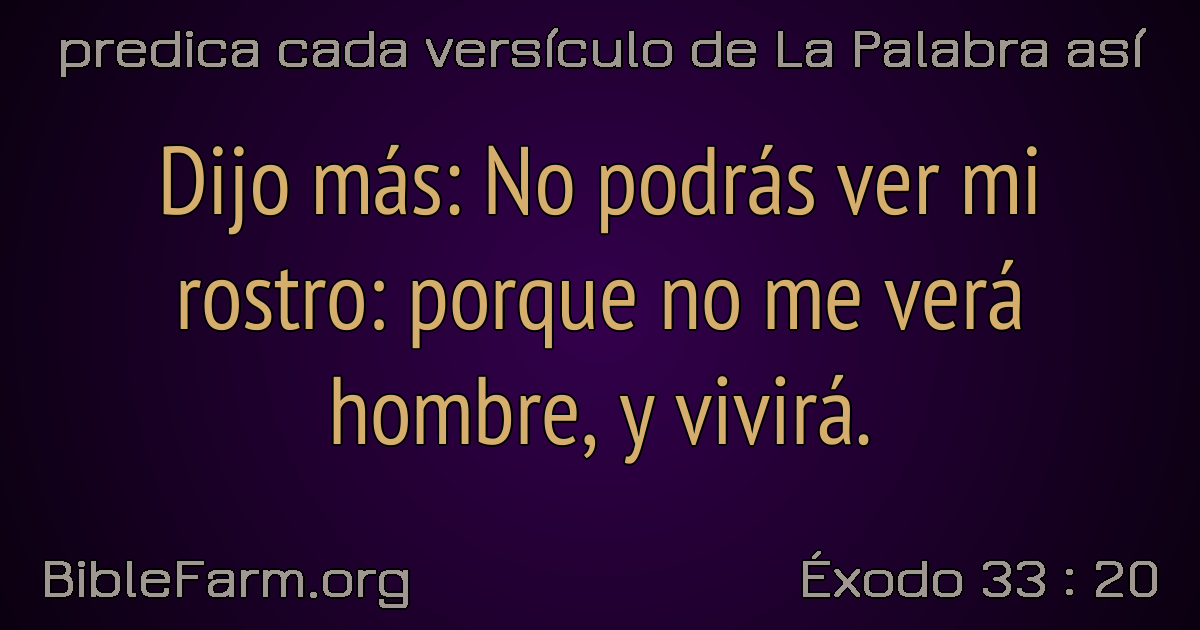 predica cada versículo de La Palabra así
Dijo más: No podrás ver mi
rostro: porque no me verá
hombre, y vivirá.
BibleFarm.org
Éxodo 33 : 20